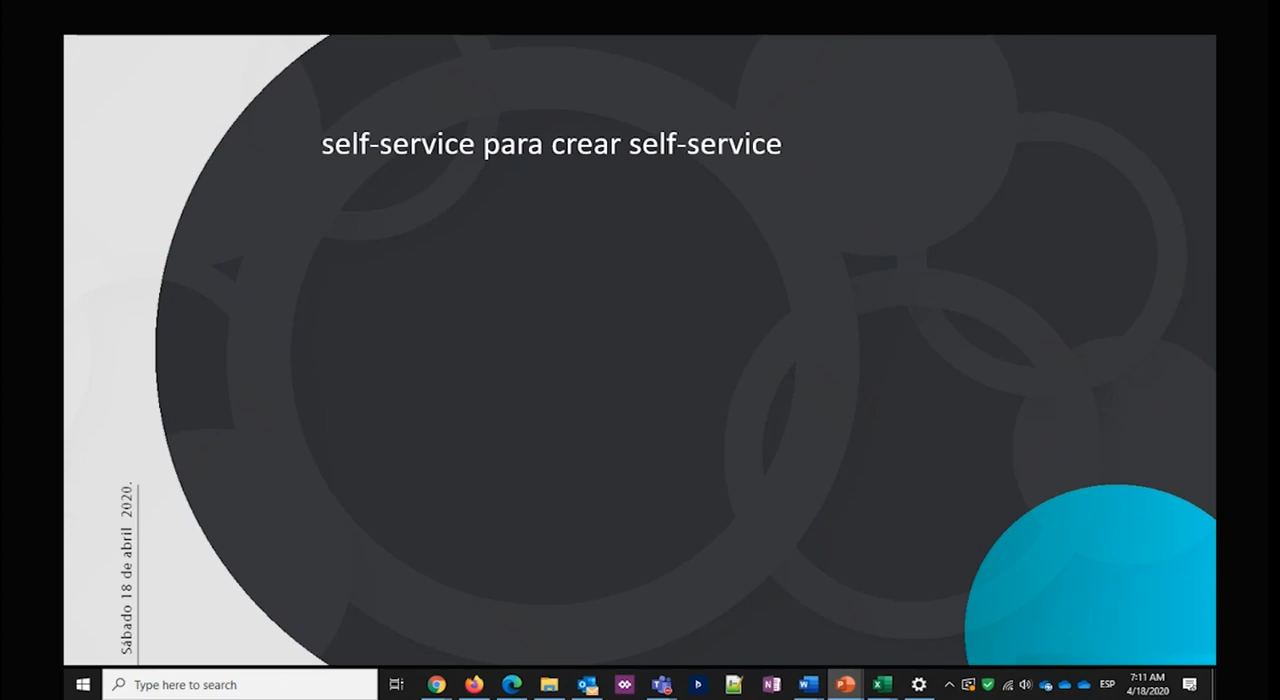 self-service para crear self-service
Sábado 18 de abril 2020.
Type here to search
ESP
7:11 AM
4/18/2020